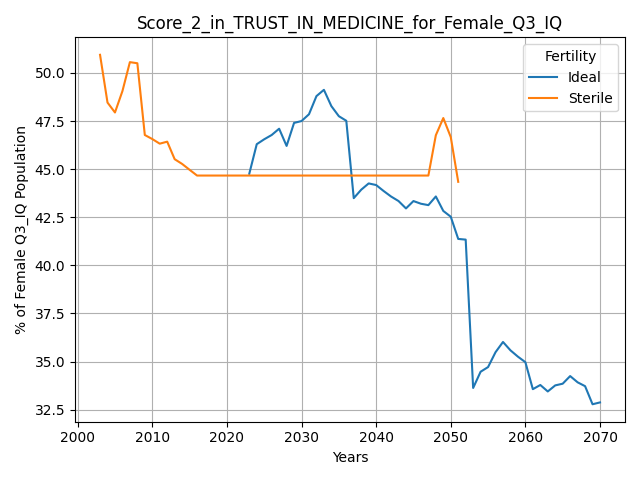 Score_2_in_TRUST_IN_MEDICINE_for_Female_Q3_IQ
Fertility
Ideal
Sterile
% of Female Q3_IQ Population
50.0
47.5
45.0
42.5
40.0
37.5
35.0
32.5
2000 2010 2020 2030 2040 2050 2060 2070
Years